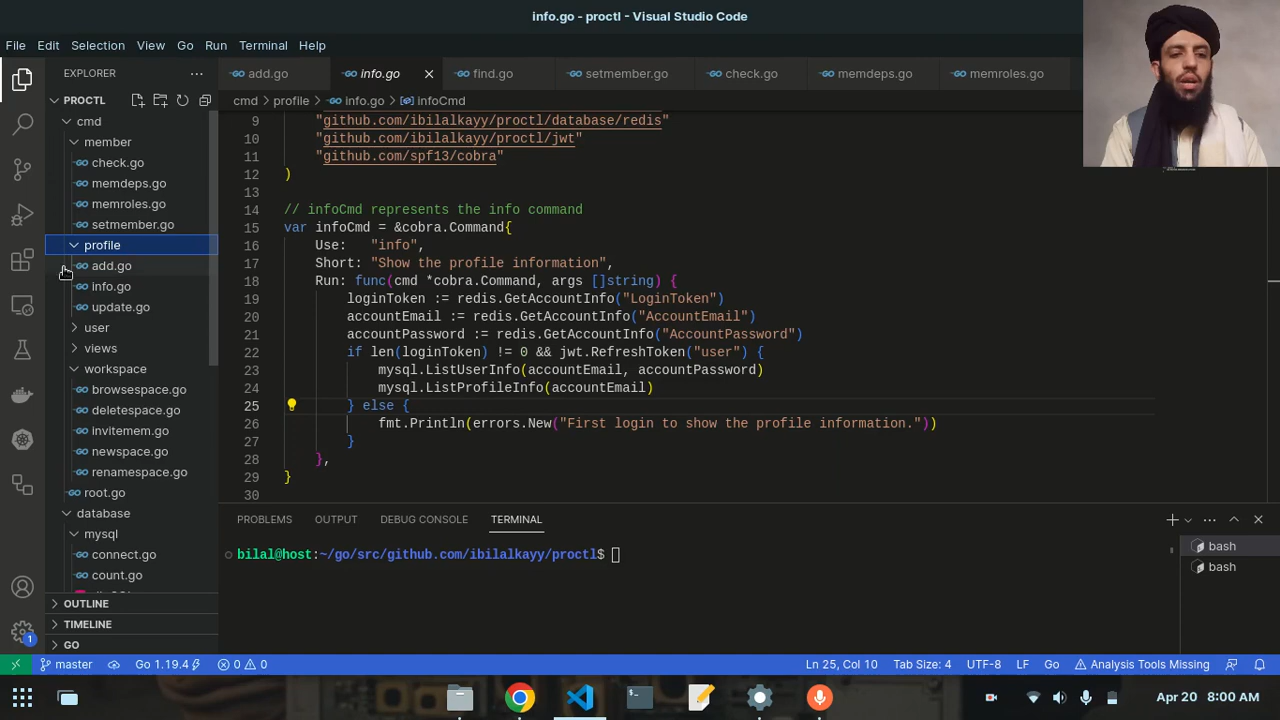 info.go - proctl - Visual Studio Code
File Edit Selection View Go Run Terminal Help
EXPLORER
add.go info.go find.go setmember.go check.go memdeps.go memroles.go
PROCTL
cmd > profile > info.go > infoCmd
cmd
member
check.go
memdeps.go
memroles.go
setmember.go
profile
add.go
info.go
update.go
user
views
workspace
browsespace.go
deletespace.go
invitemem.go
newspace.go
renamespace.go
root.go
database
mysql
connect.go
count.go
OUTLINE
TIMELINE
GO
9 "github.com/ibilalkayy/proctl/database/redis"
10 "github.com/ibilalkayy/proctl/jwt"
11 "github.com/spf13/cobra"
12 )
13
14 // infoCmd represents the info command
15 var infoCmd = &cobra.Command{
16 Use: "info",
17 Short: "Show the profile information",
18 Run: func(cmd *cobra.Command, args []string) {
19 loginToken := redis.GetAccountInfo("LoginToken")
20 accountEmail := redis.GetAccountInfo("AccountEmail")
21 accountPassword := redis.GetAccountInfo("AccountPassword")
22 if len(loginToken) != 0 && jwt.RefreshToken("user") {
23 mysql.ListUserInfo(accountEmail, accountPassword)
24 mysql.ListProfileInfo(accountEmail)
25 } else {
26 fmt.Println(errors.New("First login to show the profile information."))
27 }
28 },
29 }
30
PROBLEMS OUTPUT DEBUG CONSOLE TERMINAL
bilal@host:~/go/src/github.com/ibilalkayy/proctl$
bash
bash
1
master Go 1.19.4 0 0 Ln 25, Col 10 Tab Size: 4 UTF-8 LF Go Analysis Tools Missing
Apr 20 8:00 AM